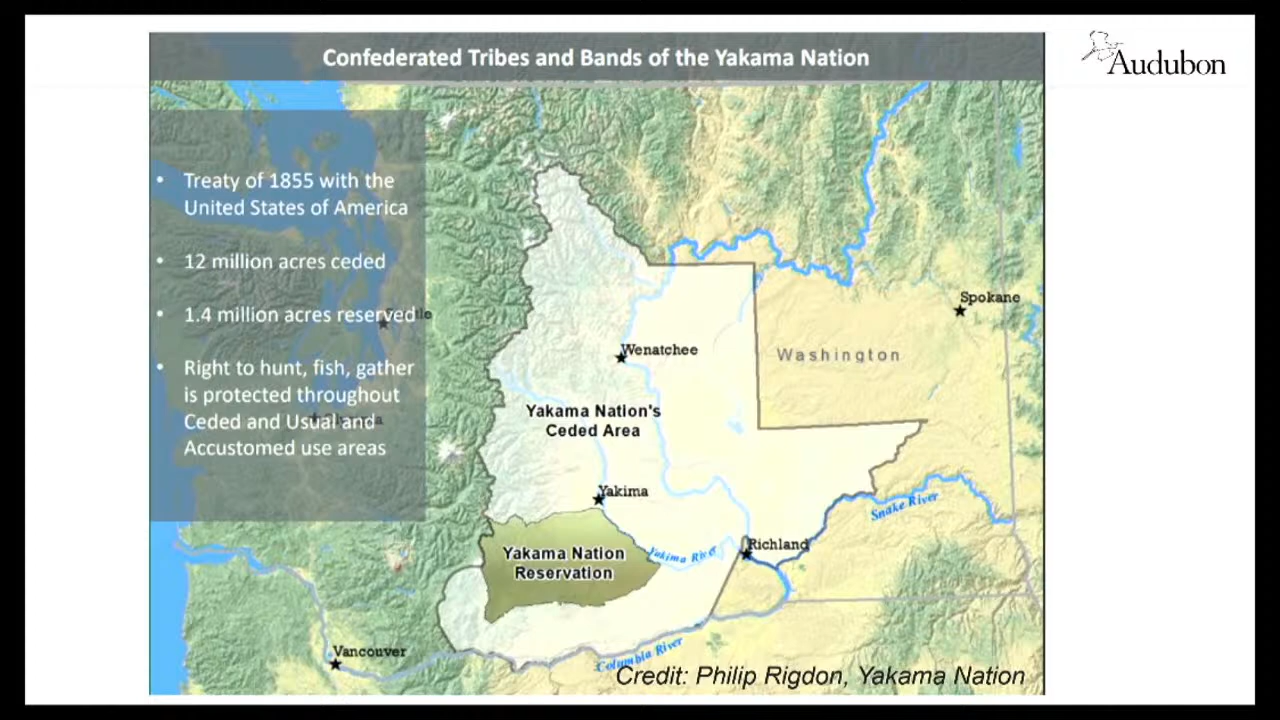 Confederated Tribes and Bands of the Yakama Nation
Audubon
• Treaty of 1855 with the
United States of America
• 12 million acres ceded
• 1.4 million acres reserved
• Right to hunt, fish, gather
is protected throughout
Ceded and Usual and
Accustomed use areas
Spokane
Washington
Wenatchee
Yakama Nation's
Ceded Area
Yakima
Snake River
Richland
Yakima River
Yakama Nation
Reservation
Vancouver
Columbia River
Credit: Philip Rigdon, Yakama Nation